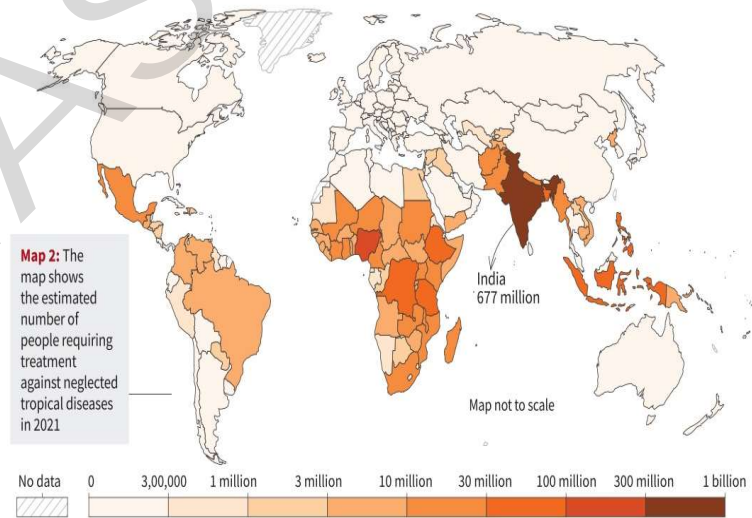 Map 2: The
map shows
the estimated
number of
people requiring
treatment
against neglected
tropical diseases
in 2021
India
677 million
Map not to scale
No data 0 3,00,000 1 million 3 million 10 million 30 million 100 million 300 million 1 billion